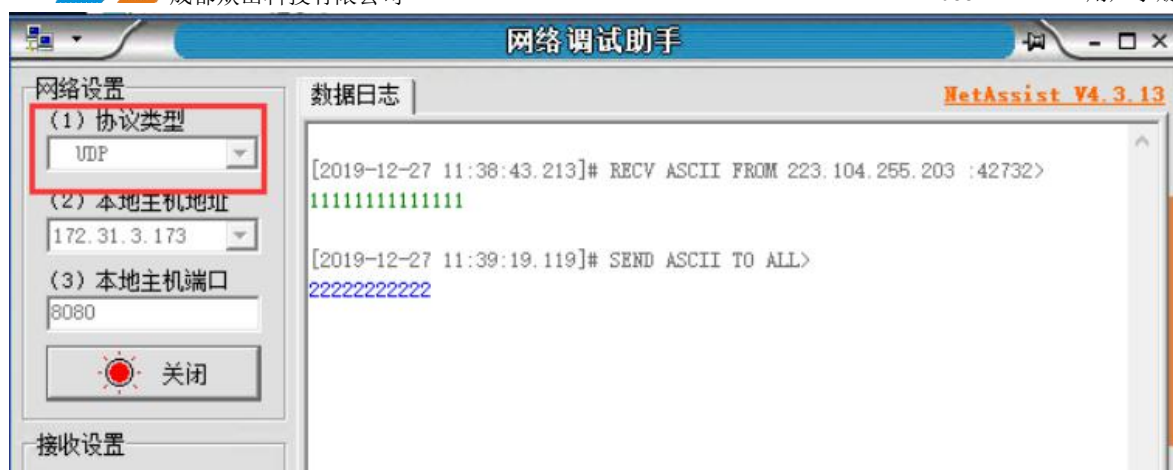 网络调试助手
网络设置
(1) 协议类型
UDP
(2) 本地主机地址
172.31.3.173
(3) 本地主机端口
8080
关闭
接收设置
数据日志
NetAssist V4.3.13
[2019-12-27 11:38:43.213]# RECV ASCII FROM 223.104.255.203 :42732>
11111111111111
[2019-12-27 11:39:19.119]# SEND ASCII TO ALL>
22222222222